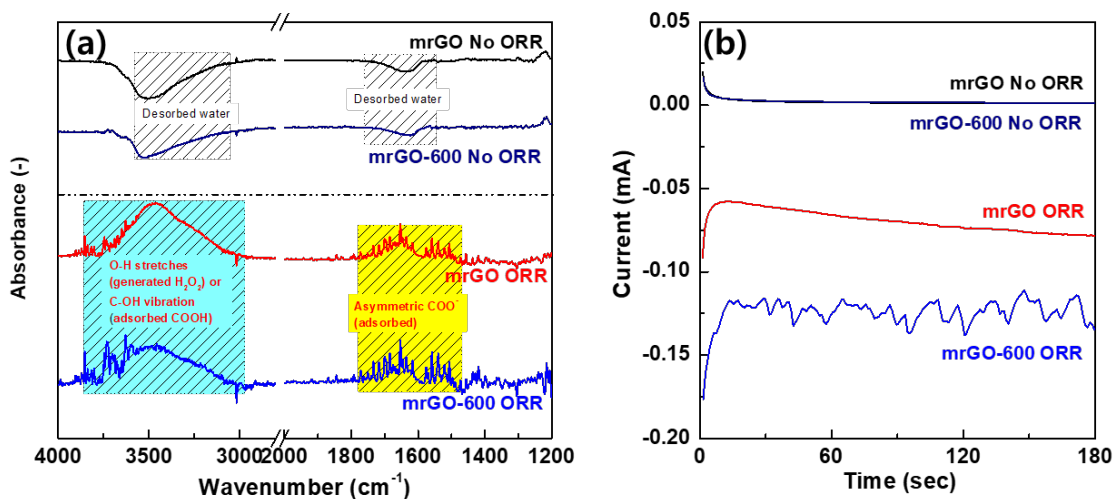 (a)
mrGO No ORR
Desorbed water
Desorbed water
mrGO-600 No ORR
O-H stretches
(generated H₂O₂) or
C-OH vibration
(adsorbed COOH)
Asymmetric COO⁻
(adsorbed)
mrGO ORR
mrGO-600 ORR
Absorbance (-)
4000 3500 3000 2000 1800 1600 1400 1200
Wavenumber (cm⁻¹)
(b)
mrGO No ORR
mrGO-600 No ORR
mrGO ORR
mrGO-600 ORR
Current (mA)
0.05
0.00
-0.05
-0.10
-0.15
-0.20
0 60 120 180
Time (sec)